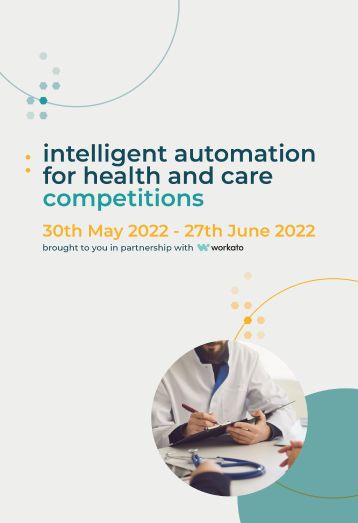 intelligent automation
for health and care
competitions
30th May 2022 - 27th June 2022
brought to you in partnership with workato